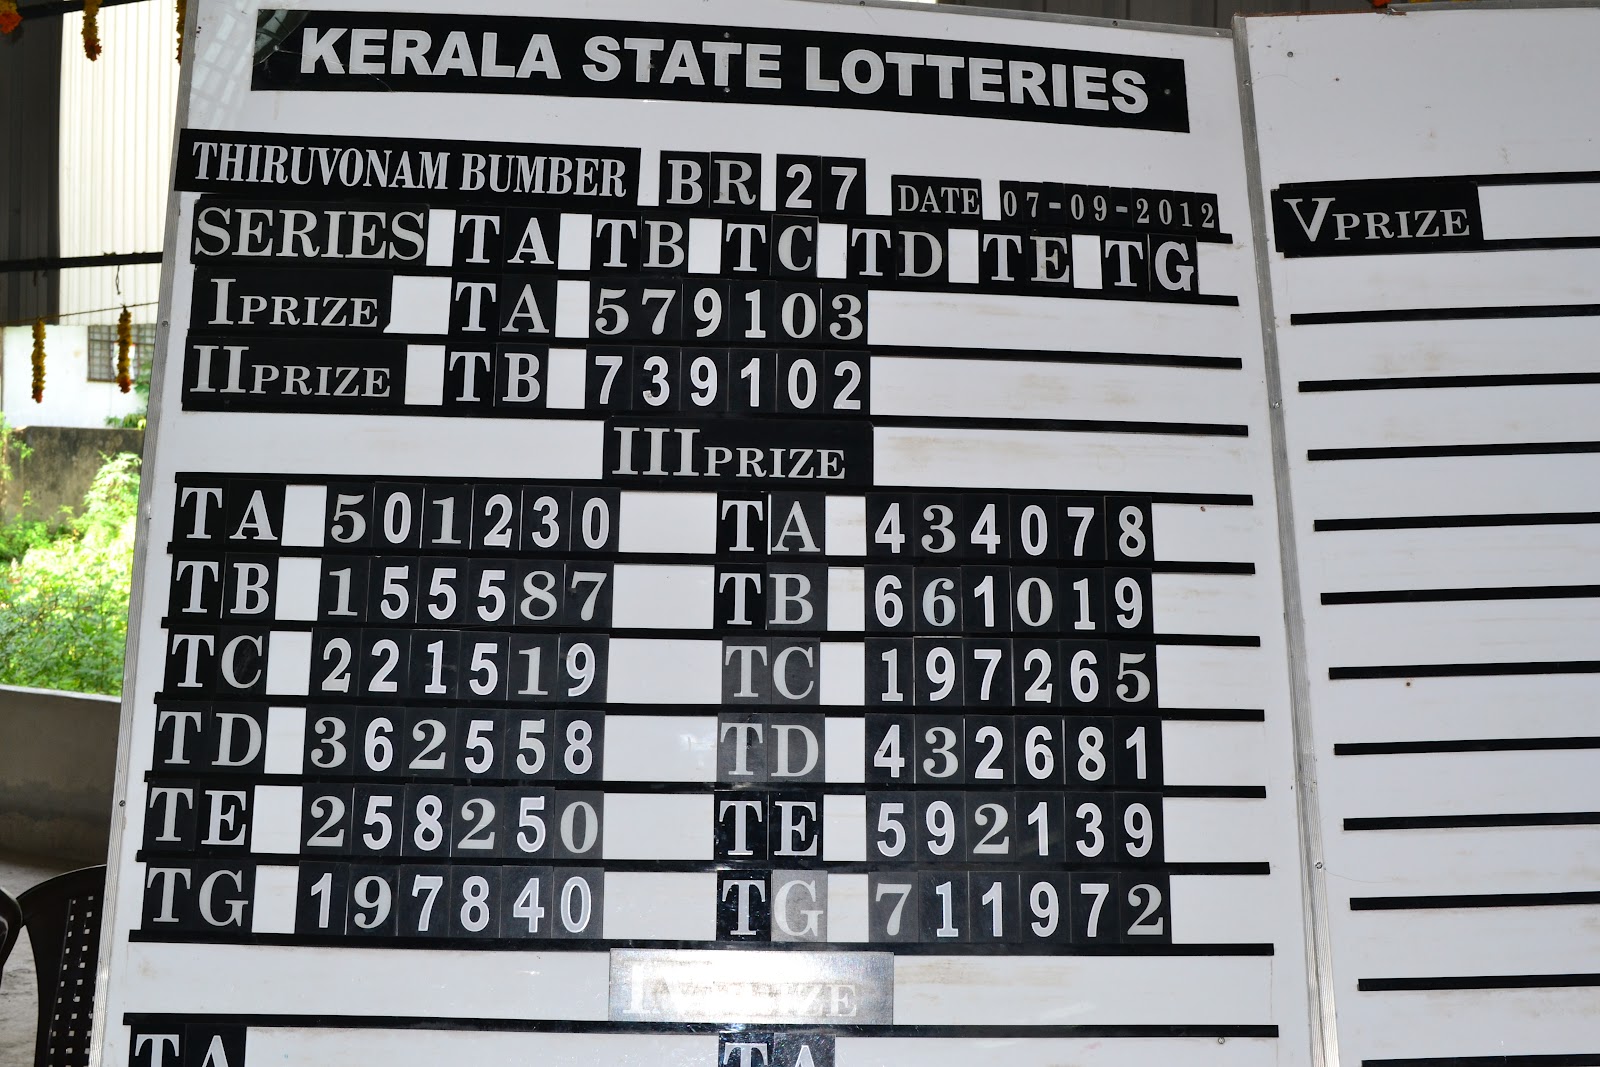 KERALA STATE LOTTERIES
THIRUVONAM BUMBER BR 27 DATE 07-09-2012
SERIES TA TB TC TD TE TG
I PRIZE TA 579103
II PRIZE TB 739102
III PRIZE
TA 501230 TA 434078
TB 155587 TB 661019
TC 221519 TC 197265
TD 362558 TD 432681
TE 258250 TE 592139
TG 197840 TG 711972
TA TA
V PRIZE